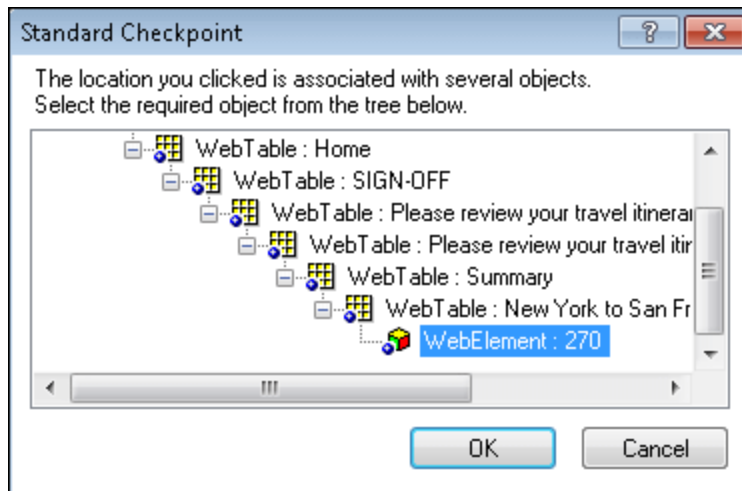 Standard Checkpoint
The location you clicked is associated with several objects.
Select the required object from the tree below.
WebTable : Home
WebTable : SIGN-OFF
WebTable : Please review your travel itinerar
WebTable : Please review your travel itir
WebTable : Summary
WebTable : New York to San Fr
WebElement : 270
OK
Cancel